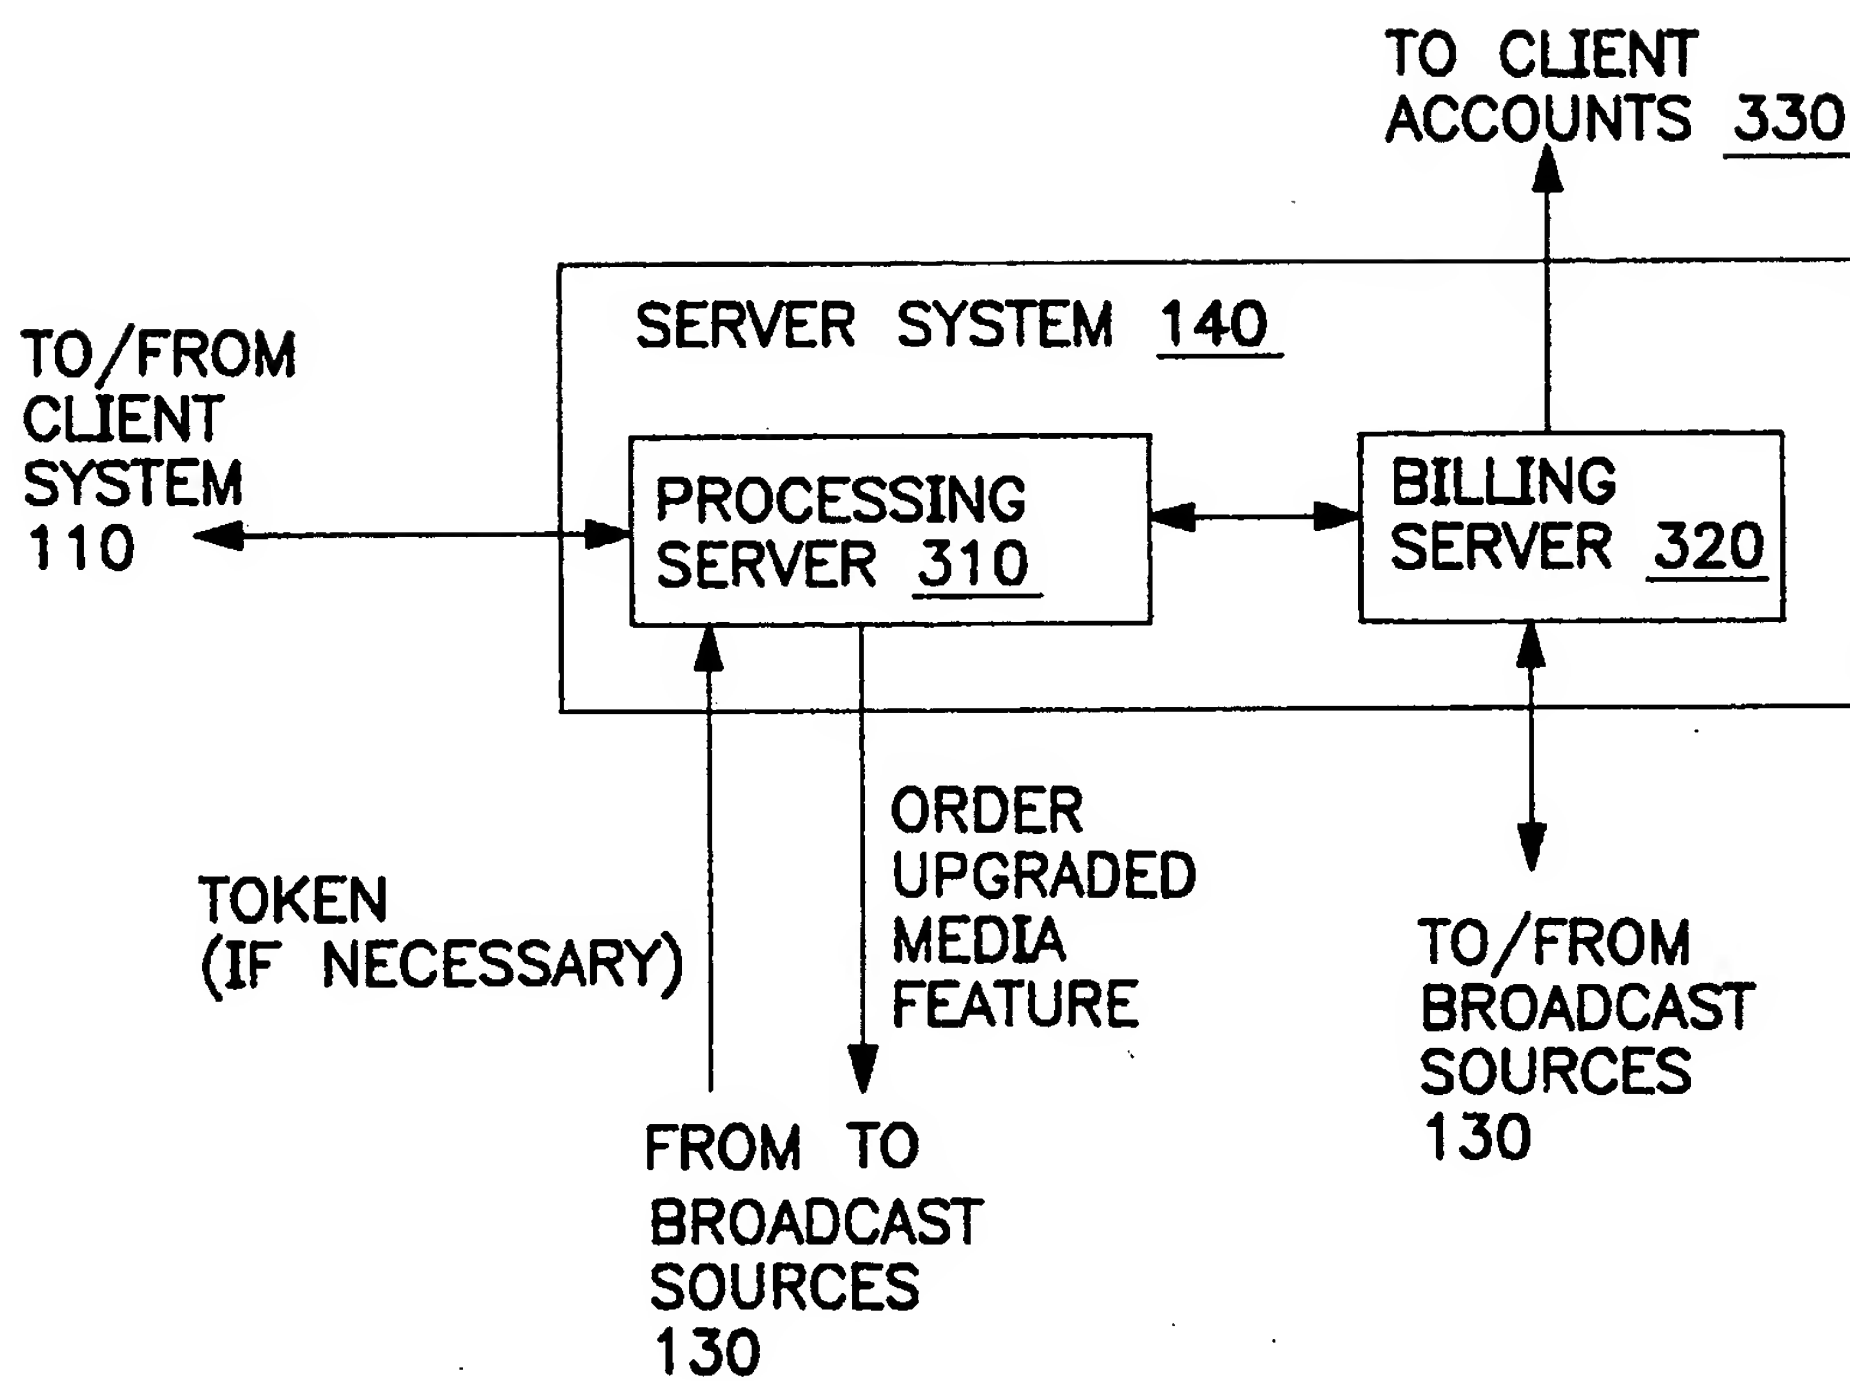 TO CLIENT
ACCOUNTS 330
SERVER SYSTEM 140
TO/FROM
CLIENT
SYSTEM
110
PROCESSING
SERVER 310
BILLING
SERVER 320
TOKEN
(IF NECESSARY)
ORDER
UPGRADED
MEDIA
FEATURE
FROM TO
BROADCAST
SOURCES
130
TO/FROM
BROADCAST
SOURCES
130